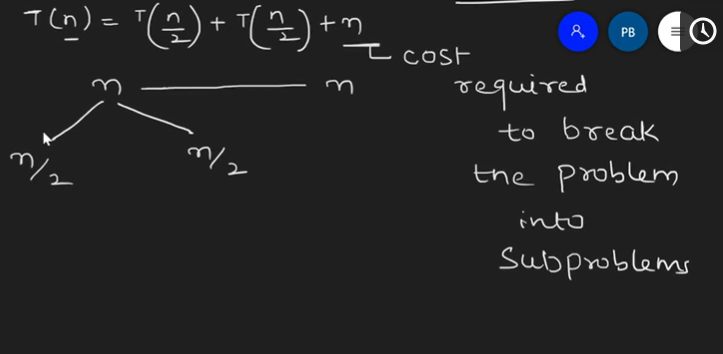 T(n) = T(n/2) + T(n/2) + n
PB
cost
n n
required
to break
n/2 n/2
the problem
into
subproblems